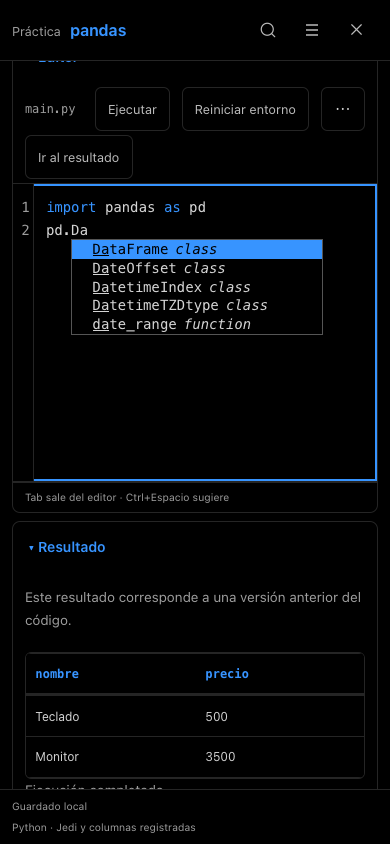 Práctica pandas
main.py Ejecutar Reiniciar entorno ...
Ir al resultado
1 import pandas as pd
2 pd.Da
DataFrame class
DateOffset class
DatetimeIndex class
DatetimeTZDtype class
date_range function
Tab sale del editor · Ctrl+Espacio sugiere
▾ Resultado
Este resultado corresponde a una versión anterior del
código.
nombre precio
Teclado 500
Monitor 3500
Ejecución completada
Guardado local
Python · Jedi y columnas registradas